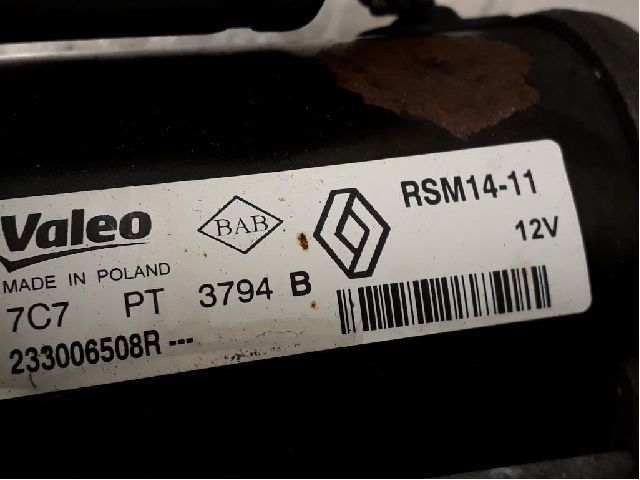 Valeo BAB RSM14-11
12V
MADE IN POLAND
7C7 PT 3794 B
233006508R ---